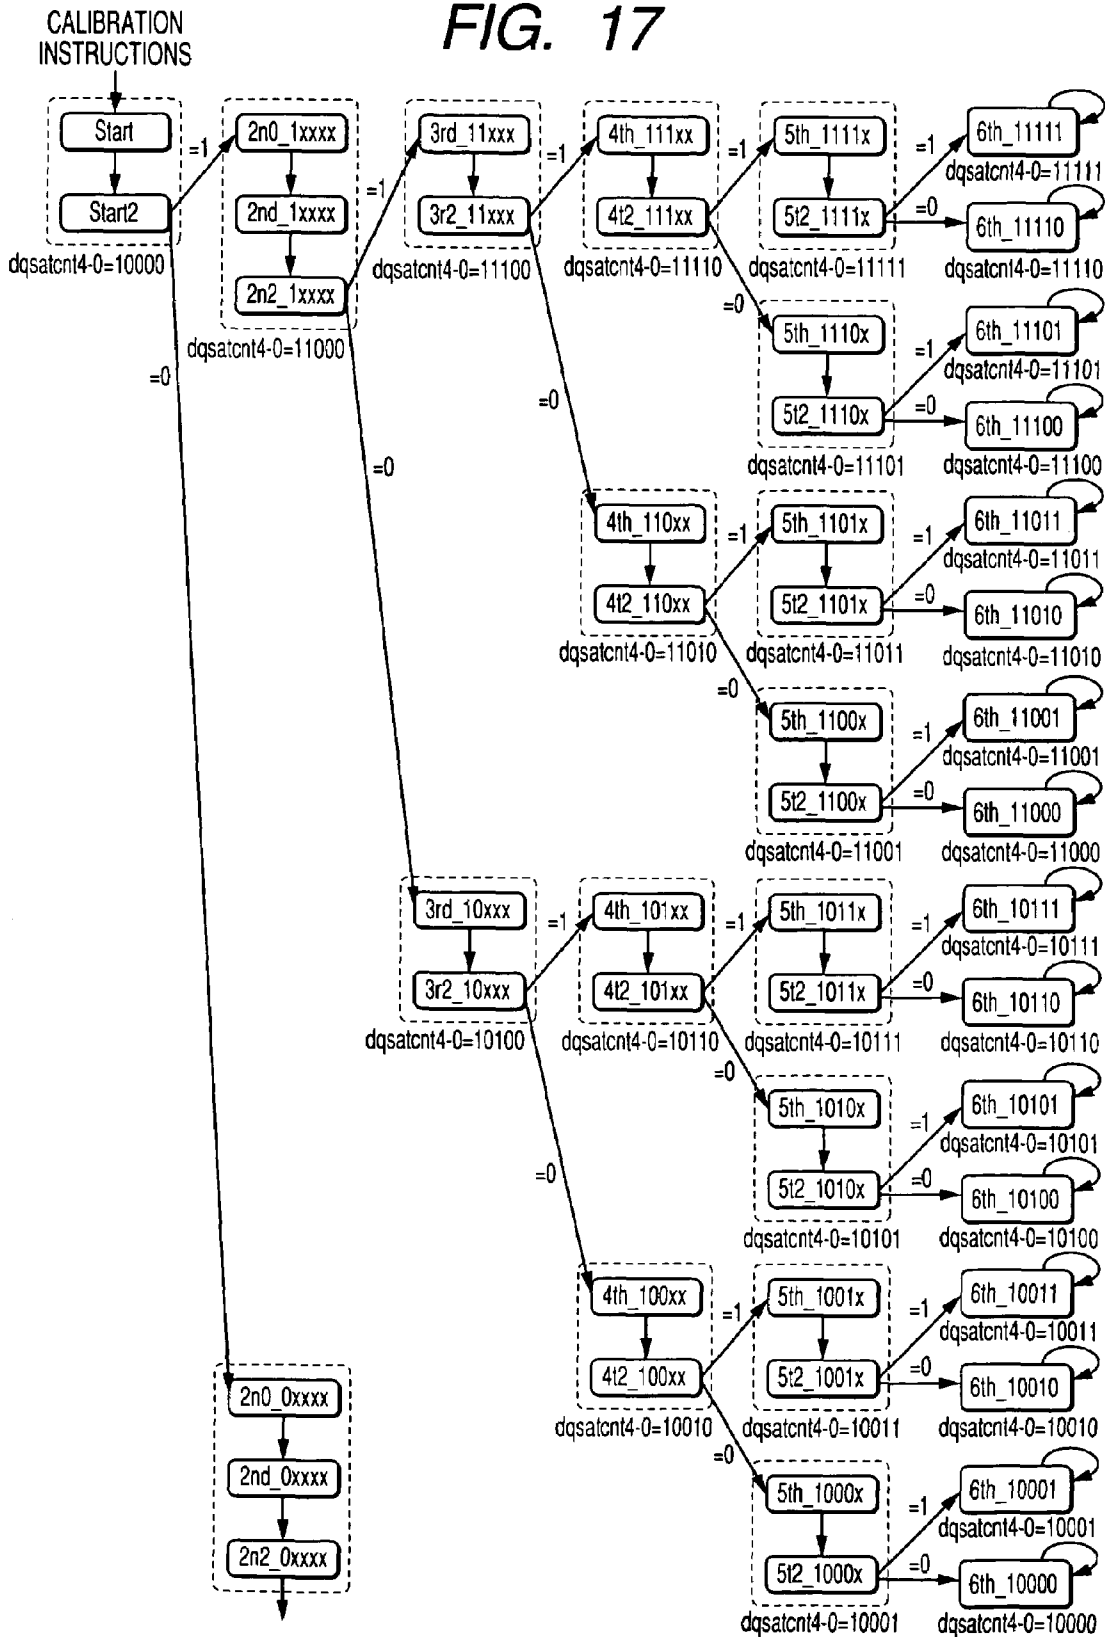 FIG. 17
CALIBRATION
INSTRUCTIONS
Start
Start2
dqsatcnt4-0=10000
=1
=0
2n0_1xxxx
2nd_1xxxx
2n2_1xxxx
dqsatcnt4-0=11000
=1
=0
3rd_11xxx
3r2_11xxx
dqsatcnt4-0=11100
=1
=0
4th_111xx
4t2_111xx
dqsatcnt4-0=11110
=1
=0
5th_1111x
5t2_1111x
dqsatcnt4-0=11111
=1
=0
6th_11111
dqsatcnt4-0=11111
6th_11110
dqsatcnt4-0=11110
5th_1110x
5t2_1110x
dqsatcnt4-0=11101
=1
=0
6th_11101
dqsatcnt4-0=11101
6th_11100
dqsatcnt4-0=11100
4th_110xx
4t2_110xx
dqsatcnt4-0=11010
=1
=0
5th_1101x
5t2_1101x
dqsatcnt4-0=11011
=1
=0
6th_11011
dqsatcnt4-0=11011
6th_11010
dqsatcnt4-0=11010
5th_1100x
5t2_1100x
dqsatcnt4-0=11001
=1
=0
6th_11001
dqsatcnt4-0=11001
6th_11000
dqsatcnt4-0=11000
3rd_10xxx
3r2_10xxx
dqsatcnt4-0=10100
=1
=0
4th_101xx
4t2_101xx
dqsatcnt4-0=10110
=1
=0
5th_1011x
5t2_1011x
dqsatcnt4-0=10111
=1
=0
6th_10111
dqsatcnt4-0=10111
6th_10110
dqsatcnt4-0=10110
5th_1010x
5t2_1010x
dqsatcnt4-0=10101
=1
=0
6th_10101
dqsatcnt4-0=10101
6th_10100
dqsatcnt4-0=10100
4th_100xx
4t2_100xx
dqsatcnt4-0=10010
=1
=0
5th_1001x
5t2_1001x
dqsatcnt4-0=10011
=1
=0
6th_10011
dqsatcnt4-0=10011
6th_10010
dqsatcnt4-0=10010
5th_1000x
5t2_1000x
dqsatcnt4-0=10001
=1
=0
6th_10001
dqsatcnt4-0=10001
6th_10000
dqsatcnt4-0=10000
2n0_0xxxx
2nd_0xxxx
2n2_0xxxx